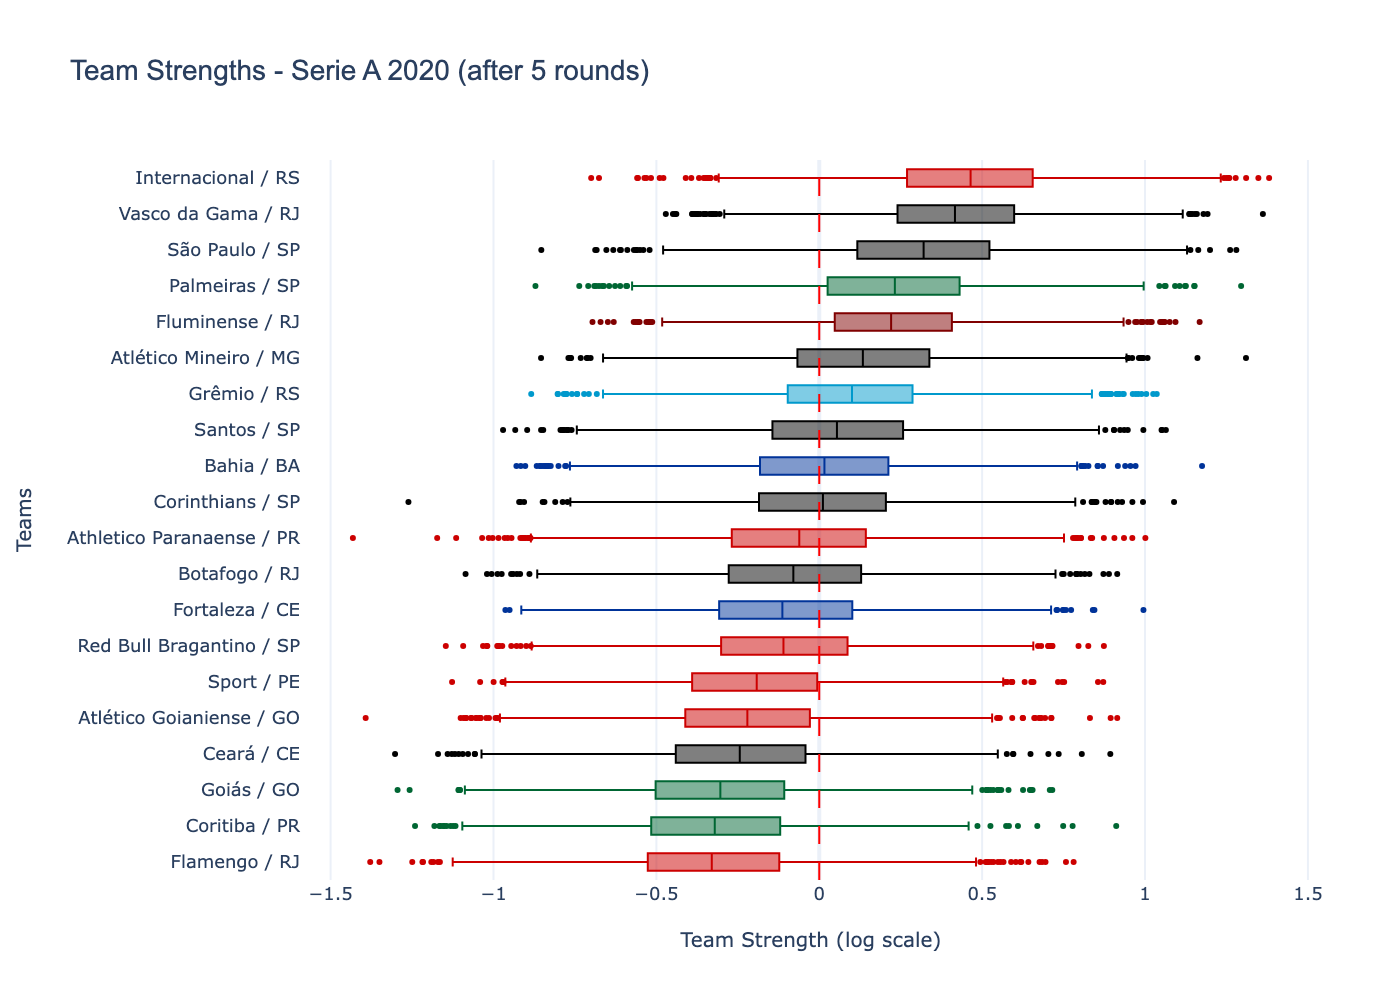 Team Strengths - Serie A 2020 (after 5 rounds)
Teams
Internacional / RS
Vasco da Gama / RJ
São Paulo / SP
Palmeiras / SP
Fluminense / RJ
Atlético Mineiro / MG
Grêmio / RS
Santos / SP
Bahia / BA
Corinthians / SP
Athletico Paranaense / PR
Botafogo / RJ
Fortaleza / CE
Red Bull Bragantino / SP
Sport / PE
Atlético Goianiense / GO
Ceará / CE
Goiás / GO
Coritiba / PR
Flamengo / RJ
−1.5 −1 −0.5 0 0.5 1 1.5
Team Strength (log scale)